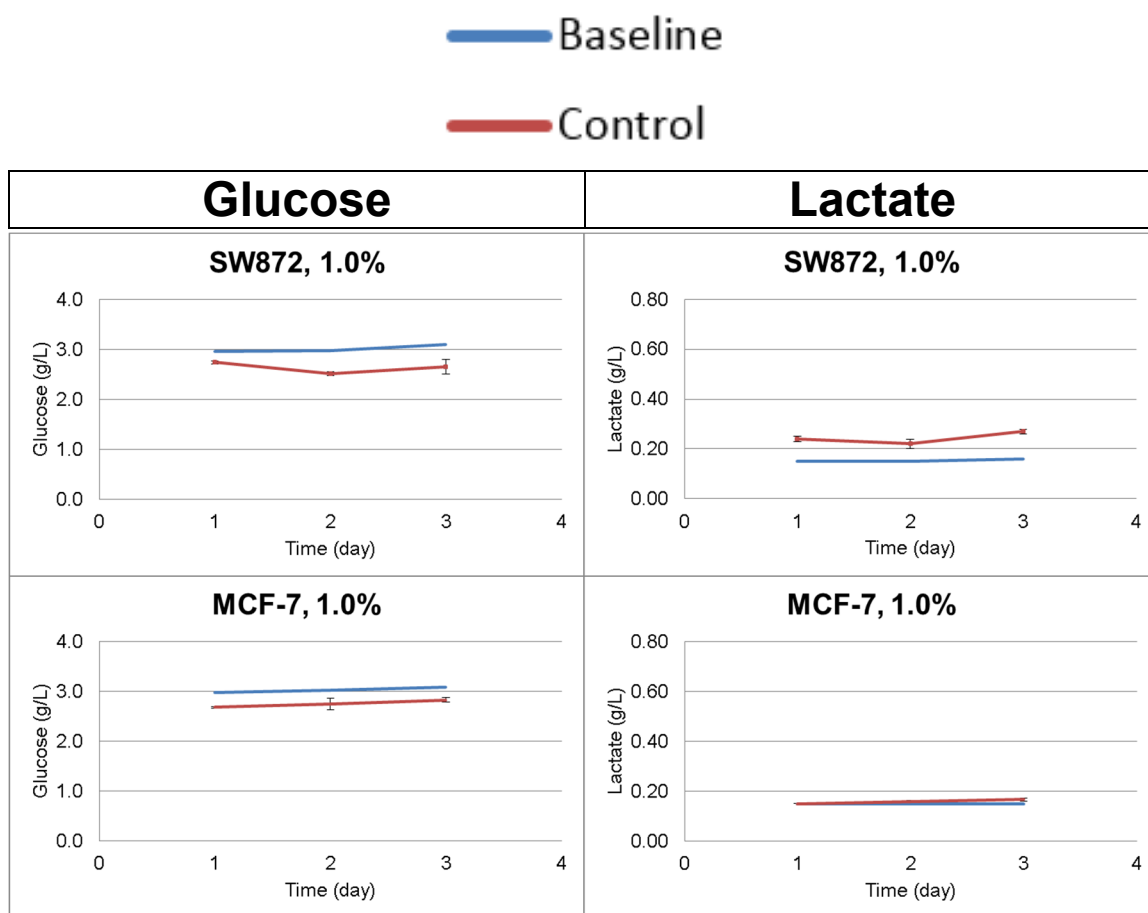 Baseline
Control
Glucose
Lactate
SW872, 1.0%
Glucose (g/L)
4.0
3.0
2.0
1.0
0.0
0 1 2 3 4
Time (day)
SW872, 1.0%
Lactate (g/L)
0.80
0.60
0.40
0.20
0.00
0 1 2 3 4
Time (day)
MCF-7, 1.0%
Glucose (g/L)
4.0
3.0
2.0
1.0
0.0
0 1 2 3 4
Time (day)
MCF-7, 1.0%
Lactate (g/L)
0.80
0.60
0.40
0.20
0.00
0 1 2 3 4
Time (day)